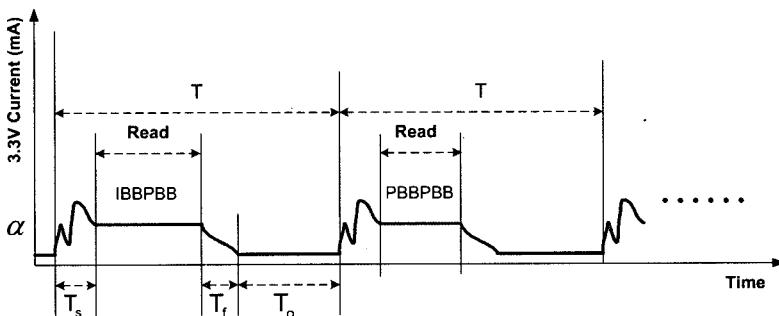 3.3V Current (mA)
T
T
Read
Read
IBBPBB
PBBPBB
α
Time
Ts
Tf
To